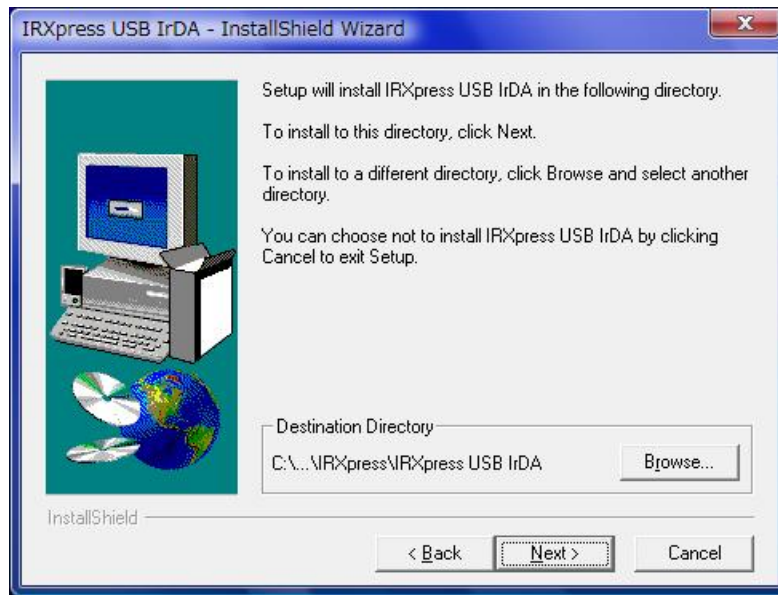 IRXpress USB IrDA - InstallShield Wizard
X
Setup will install IRXpress USB IrDA in the following directory.
To install to this directory, click Next.
To install to a different directory, click Browse and select another
directory.
You can choose not to install IRXpress USB IrDA by clicking
Cancel to exit Setup.
Destination Directory
C:\...\IRXpress\IRXpress USB IrDA
Browse...
InstallShield
< Back
Next >
Cancel